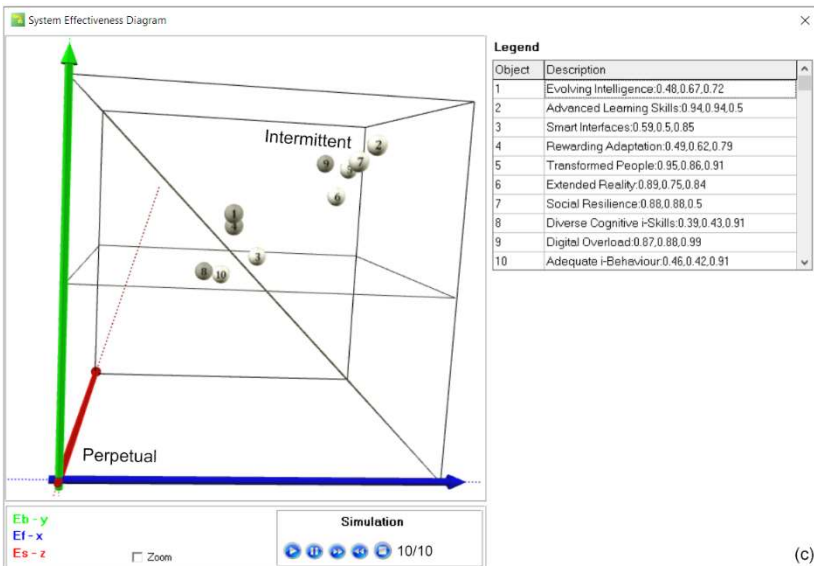 System Effectiveness Diagram
Intermittent
2
9
5
7
6
1
4
3
8
10
Perpetual
Legend
Object Description
1 Evolving Intelligence:0.48,0.67,0.72
2 Advanced Learning Skills:0.94,0.94,0.5
3 Smart Interfaces:0.59,0.5,0.85
4 Rewarding Adaptation:0.49,0.62,0.79
5 Transformed People:0.95,0.86,0.91
6 Extended Reality:0.89,0.75,0.84
7 Social Resilience:0.88,0.88,0.5
8 Diverse Cognitive i-Skills:0.39,0.43,0.91
9 Digital Overload:0.87,0.88,0.99
10 Adequate i-Behaviour:0.46,0.42,0.91
Eb - y
Ef - x
Es - z
Zoom
Simulation
10/10
(c)